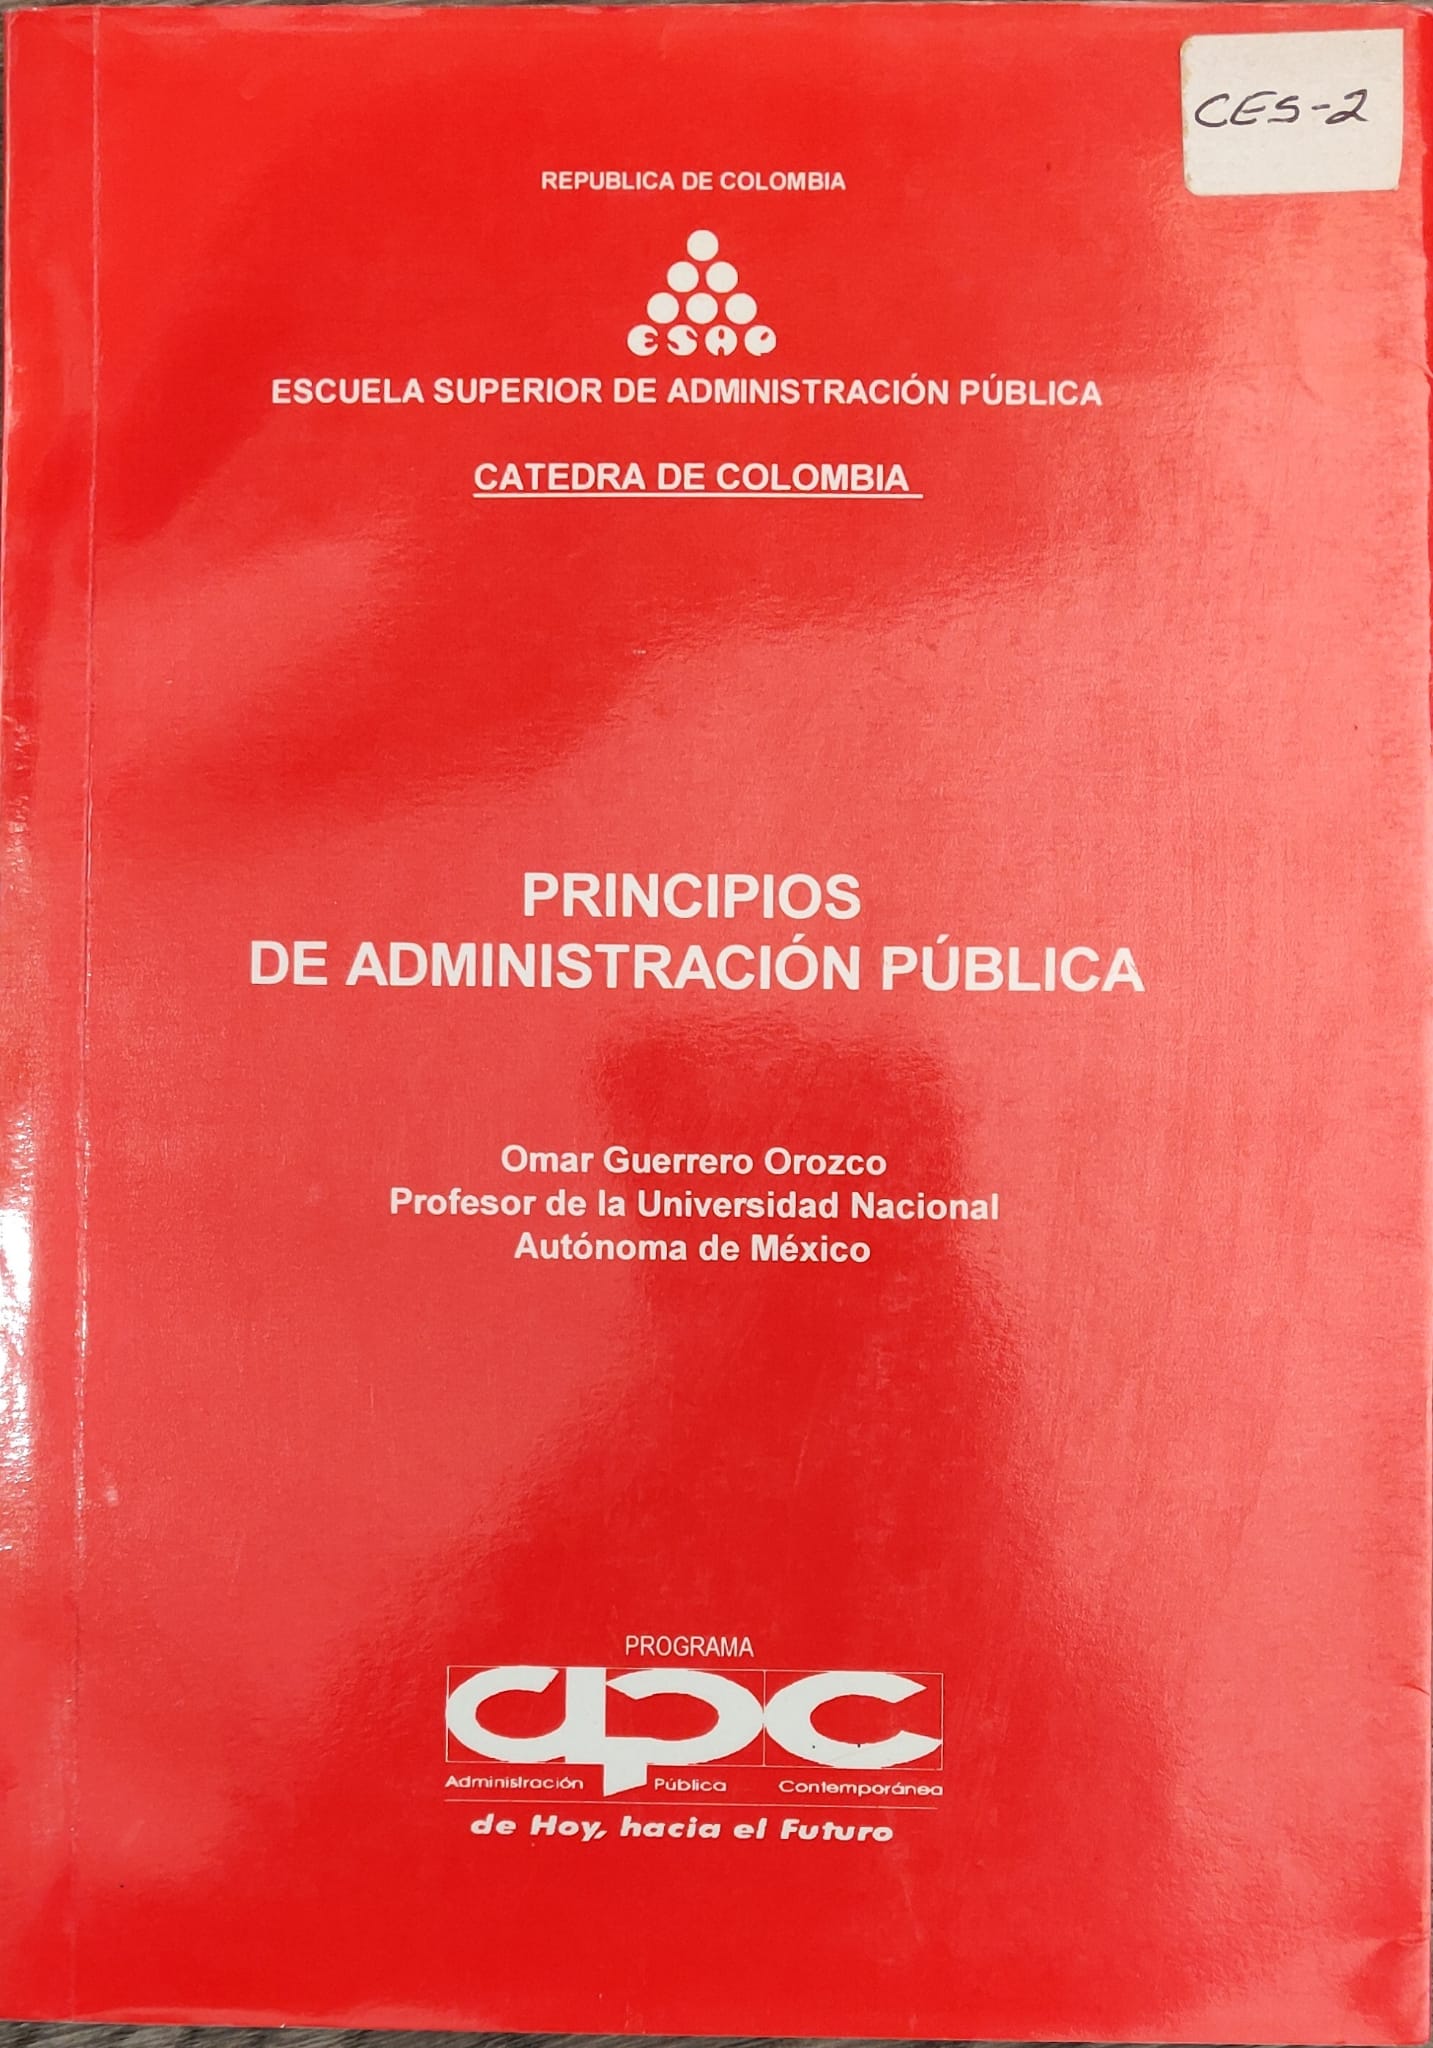 CES-2
REPUBLICA DE COLOMBIA
ESAP
ESCUELA SUPERIOR DE ADMINISTRACIÓN PÚBLICA
CATEDRA DE COLOMBIA
PRINCIPIOS
DE ADMINISTRACIÓN PÚBLICA
Omar Guerrero Orozco
Profesor de la Universidad Nacional
Autónoma de México
PROGRAMA
apc
Administración Pública Contemporánea
de Hoy, hacia el Futuro